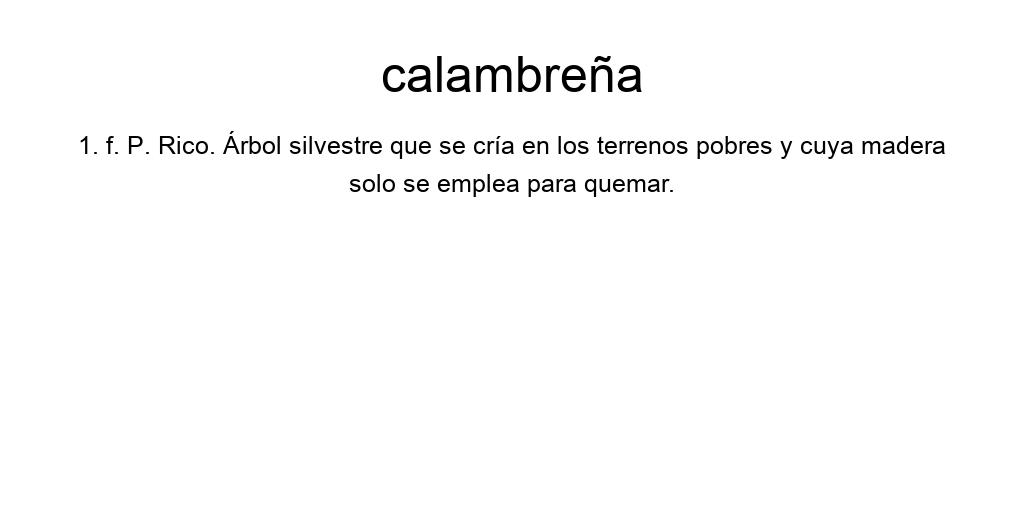 calambreña
1. f. P. Rico. Árbol silvestre que se cría en los terrenos pobres y cuya madera
solo se emplea para quemar.